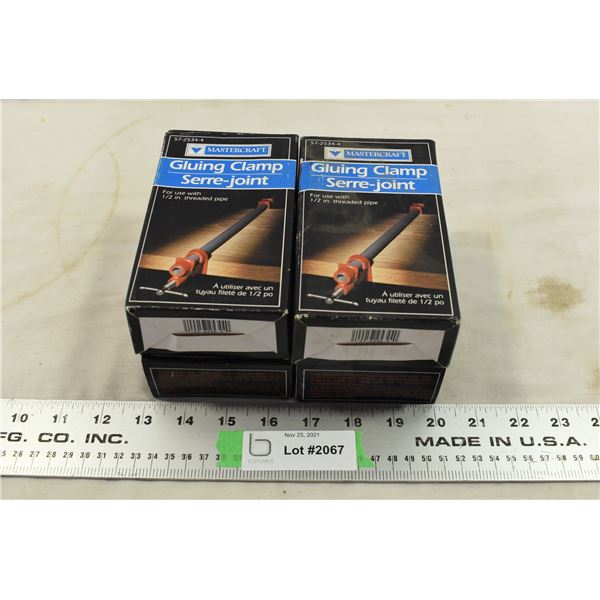 57-2534-4
MASTERCRAFT
Gluing Clamp
Serre-joint
For use with
1/2 in. threaded pipe
À utiliser avec un
tuyau fileté de 1/2 po
57-2534-4
MASTERCRAFT
Gluing Clamp
Serre-joint
For use with
1/2 in. threaded pipe
À utiliser avec un
tuyau fileté de 1/2 po
10 11 12 13 14 15 16 17 18 19 20 21 22 23
FG. CO. INC.
MADE IN U.S.A.
Nov 25, 2021
b
Lot #2067